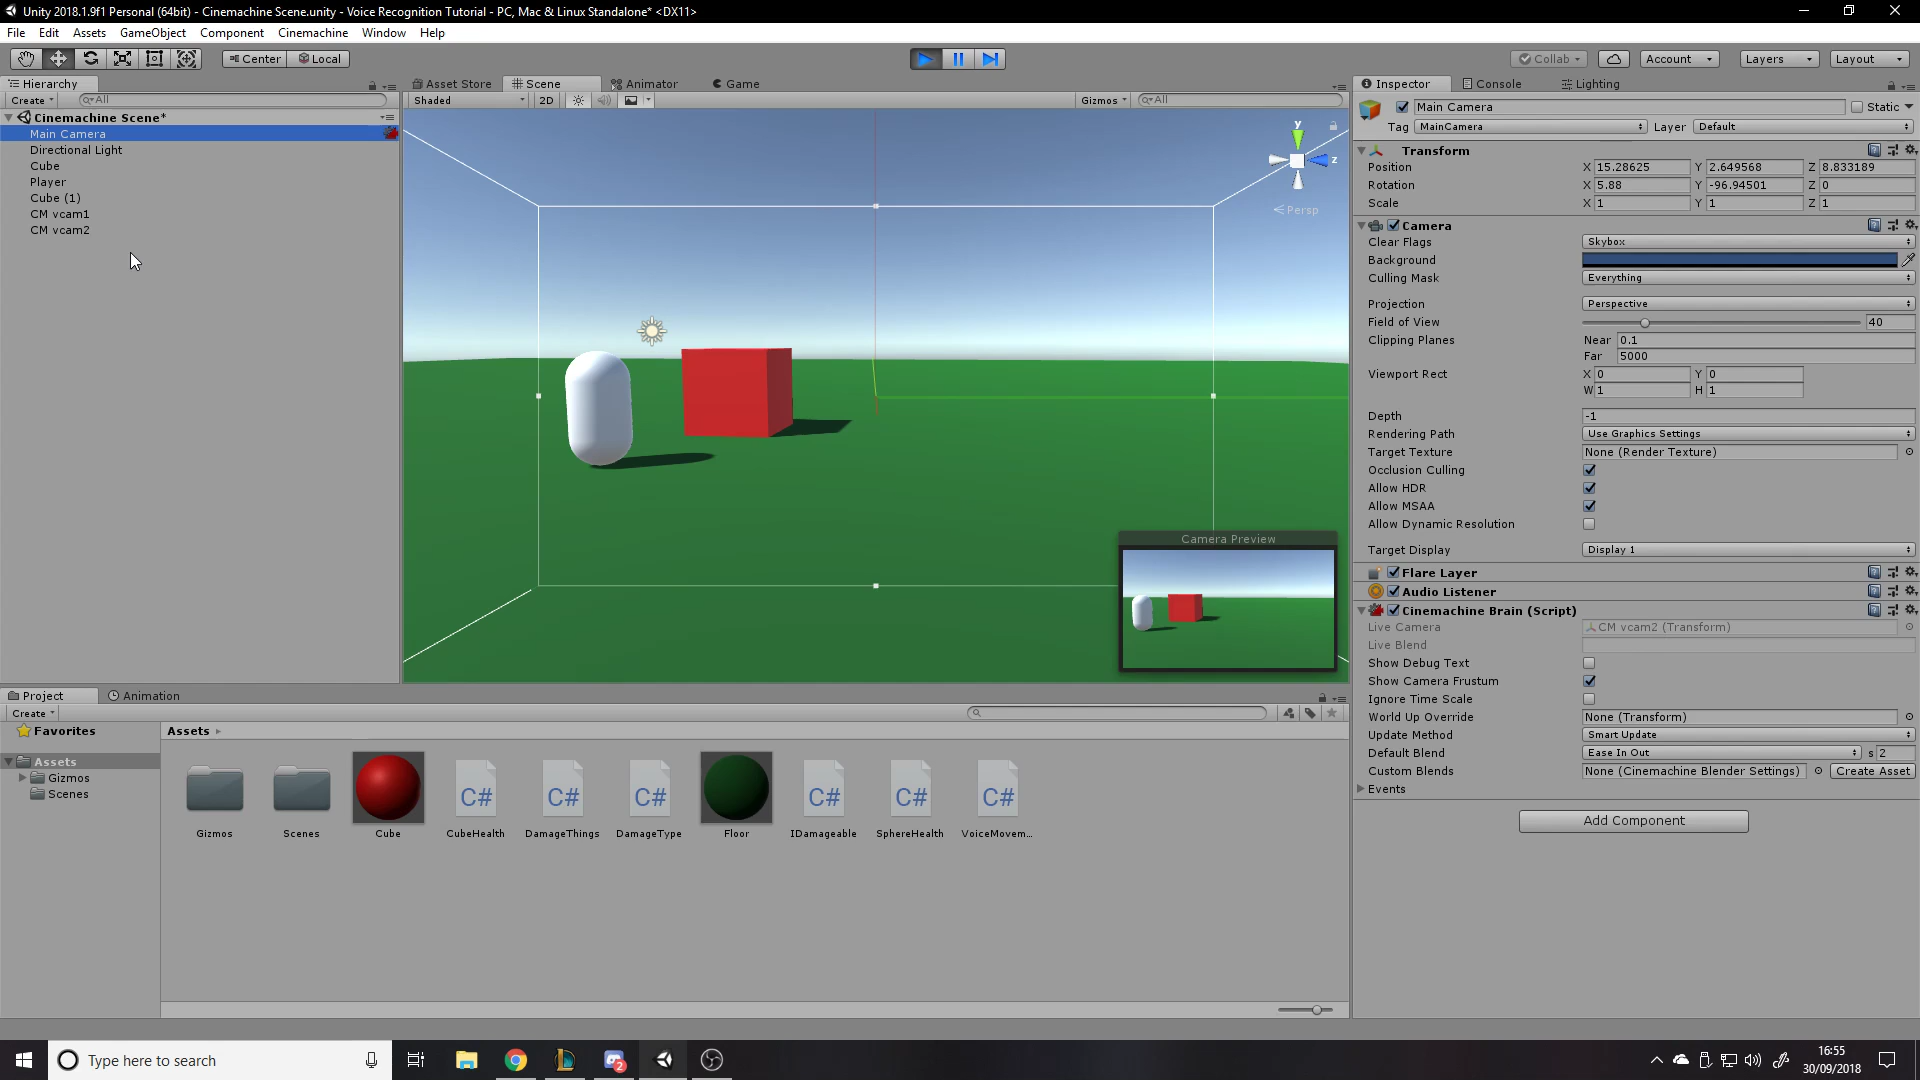 Unity 2018.1.9f1 Personal (64bit) - Cinemachine Scene.unity - Voice Recognition Tutorial - PC, Mac & Linux Standalone* <DX11>
File Edit Assets GameObject Component Cinemachine Window Help
Center Local Collab Account Layers Layout
Hierarchy
Create All
Cinemachine Scene*
Main Camera
Directional Light
Cube
Player
Cube (1)
CM vcam1
CM vcam2
Asset Store Scene Animator Game
Shaded 2D Gizmos All
y
z
Persp
Camera Preview
Inspector Console Lighting
Main Camera Static
Tag MainCamera Layer Default
Transform
Position X 15.28625 Y 2.649568 Z 8.833189
Rotation X 5.88 Y -96.94501 Z 0
Scale X 1 Y 1 Z 1
Camera
Clear Flags Skybox
Background
Culling Mask Everything
Projection Perspective
Field of View 40
Clipping Planes Near 0.1
Far 5000
Viewport Rect X 0 Y 0
W 1 H 1
Depth -1
Rendering Path Use Graphics Settings
Target Texture None (Render Texture)
Occlusion Culling
Allow HDR
Allow MSAA
Allow Dynamic Resolution
Target Display Display 1
Flare Layer
Audio Listener
Cinemachine Brain (Script)
Live Camera CM vcam2 (Transform)
Live Blend
Show Debug Text
Show Camera Frustum
Ignore Time Scale
World Up Override None (Transform)
Update Method Smart Update
Default Blend Ease In Out s 2
Custom Blends None (Cinemachine Blender Settings) Create Asset
Events
Add Component
Project Animation
Create
Favorites
Assets
Gizmos
Scenes
Assets
C# C# C# C# C# C#
Gizmos Scenes Cube CubeHealth DamageThings DamageType Floor IDamageable SphereHealth VoiceMovem...
Type here to search
2
16:55
30/09/2018